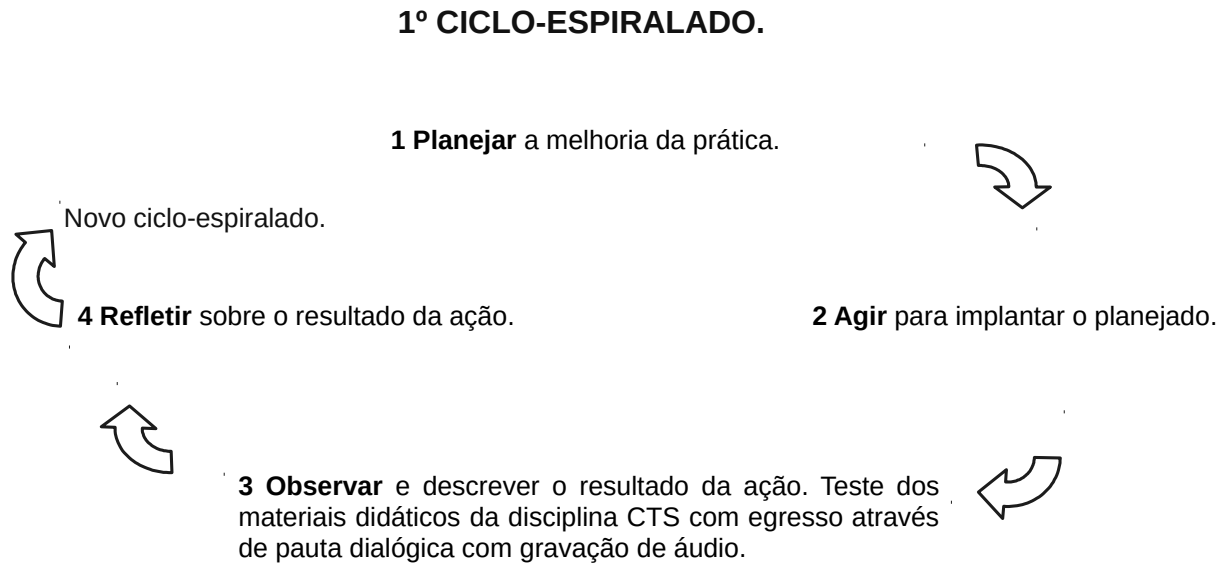 1º CICLO-ESPIRALADO.
1 Planejar a melhoria da prática.
Novo ciclo-espiralado.
4 Refletir sobre o resultado da ação.
2 Agir para implantar o planejado.
3 Observar e descrever o resultado da ação. Teste dos
materiais didáticos da disciplina CTS com egresso através
de pauta dialógica com gravação de áudio.